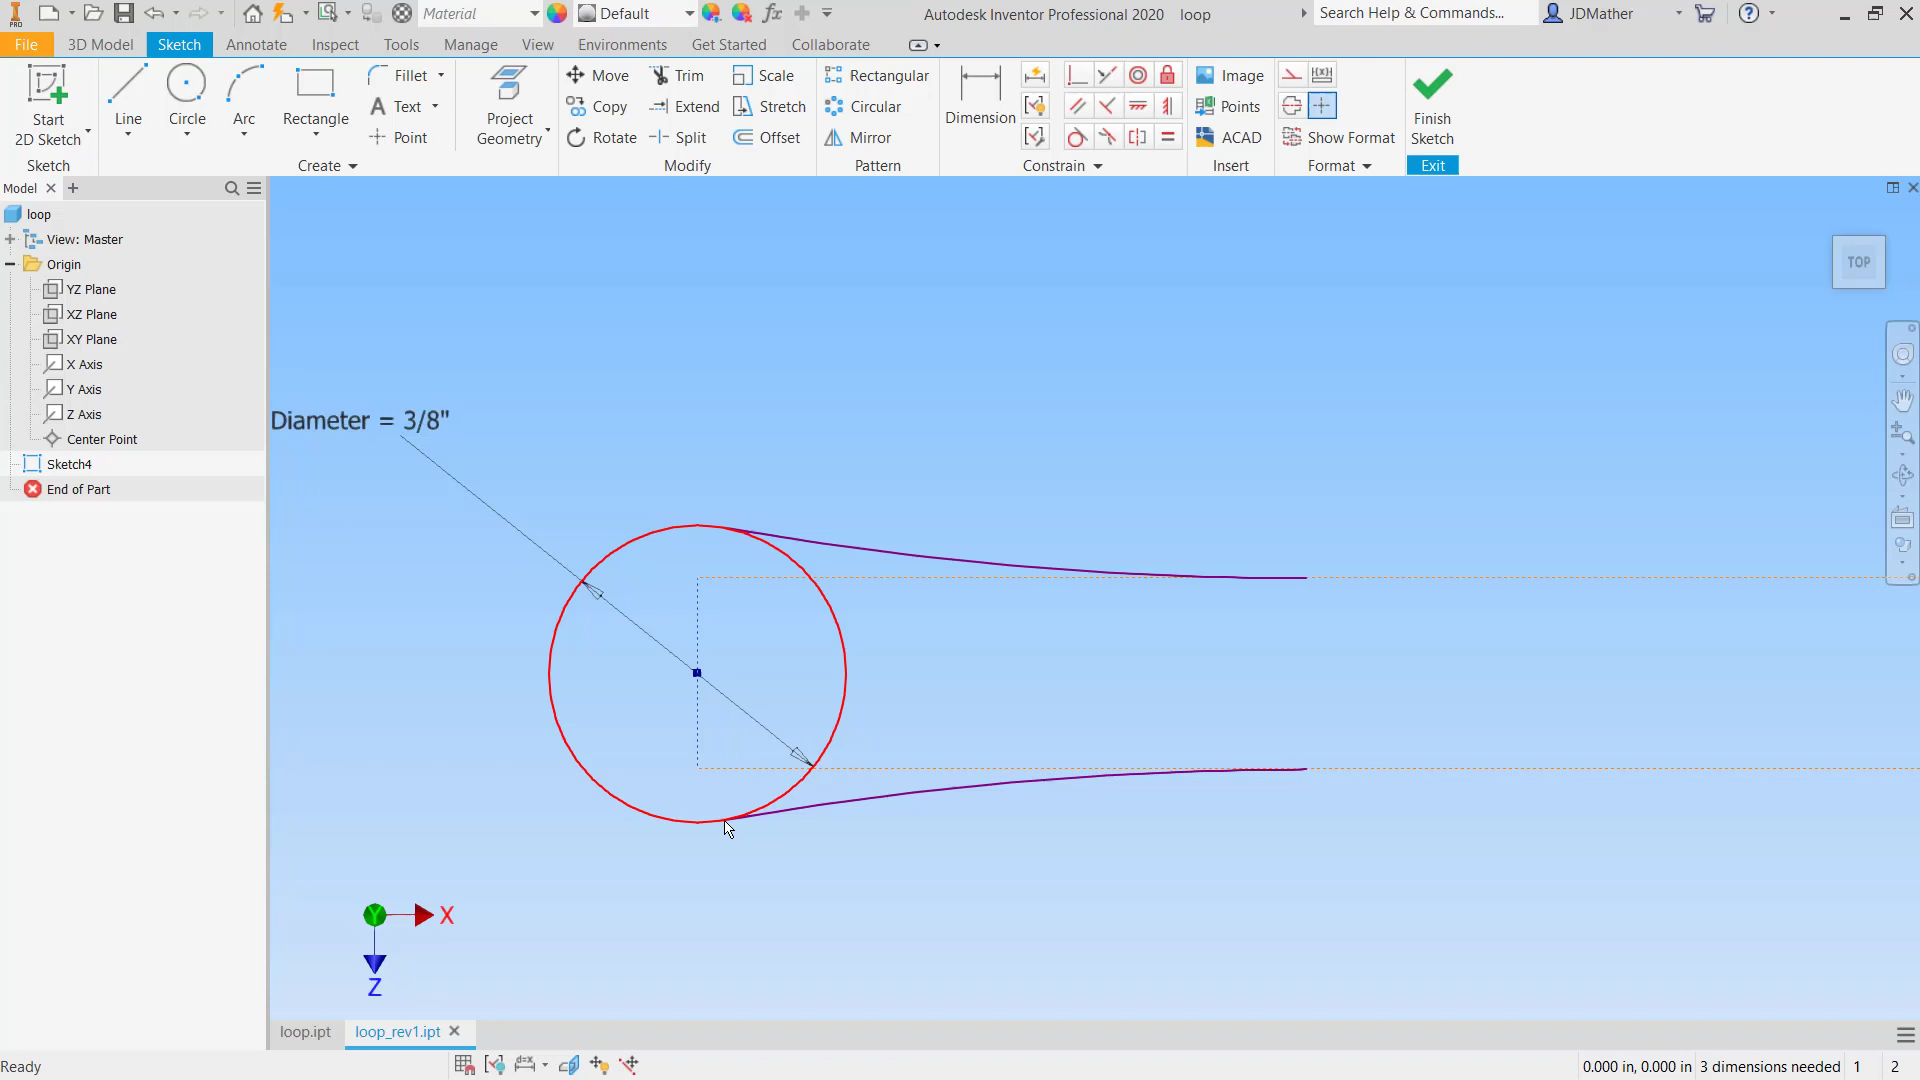 PRO
Material
Default
fx
Autodesk Inventor Professional 2020 loop
Search Help & Commands...
JDMather
File
3D Model
Sketch
Annotate
Inspect
Tools
Manage
View
Environments
Get Started
Collaborate
Start
2D Sketch
Line
Circle
Arc
Rectangle
Fillet
Text
Point
Project
Geometry
Move
Copy
Rotate
Trim
Extend
Split
Scale
Stretch
Offset
Rectangular
Circular
Mirror
Dimension
Image
Points
ACAD
Show Format
Finish
Sketch
Sketch
Create
Modify
Pattern
Constrain
Insert
Format
Exit
Model
loop
View: Master
Origin
YZ Plane
XZ Plane
XY Plane
X Axis
Y Axis
Z Axis
Center Point
Sketch4
End of Part
TOP
Diameter = 3/8"
Y
X
Z
loop.ipt
loop_rev1.ipt
Ready
0.000 in, 0.000 in
3 dimensions needed
1
2